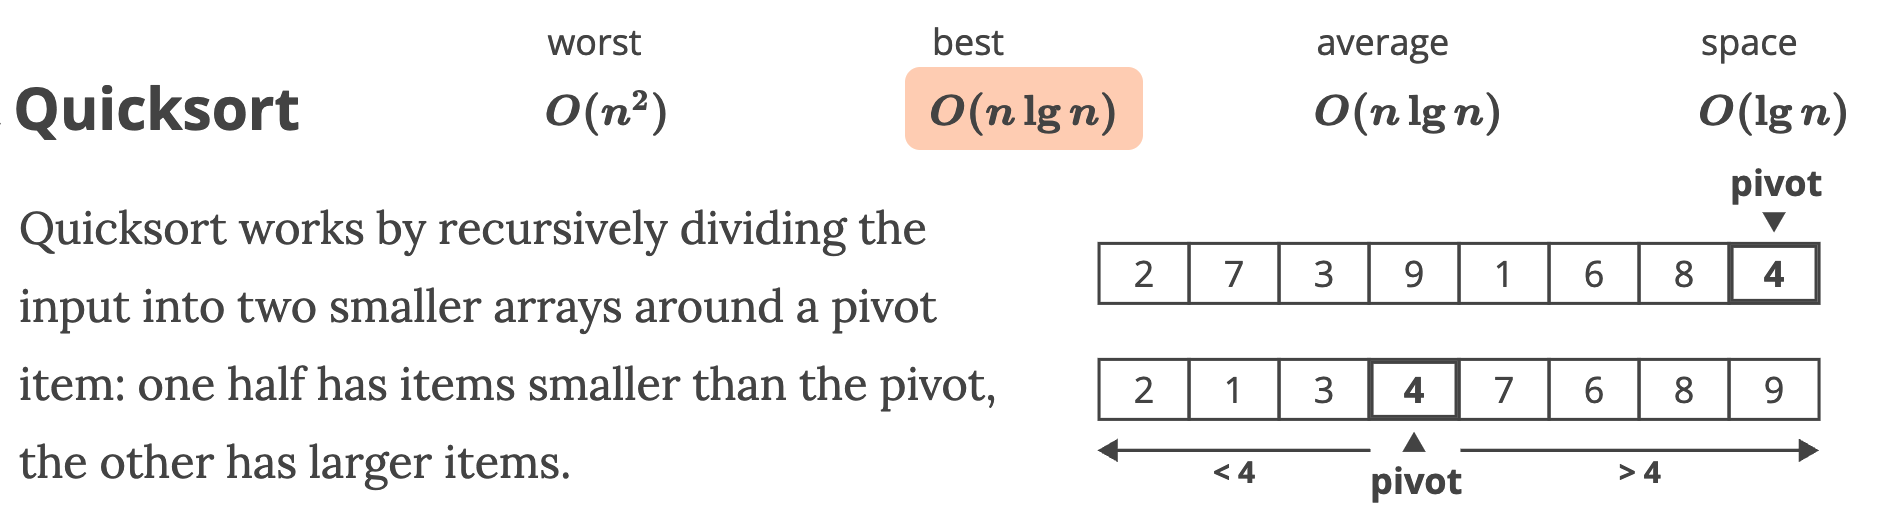 worst best average space
Quicksort O(n²) O(n lg n) O(n lg n) O(lg n)
Quicksort works by recursively dividing the
input into two smaller arrays around a pivot
item: one half has items smaller than the pivot,
the other has larger items.
pivot
2 7 3 9 1 6 8 4
2 1 3 4 7 6 8 9
< 4 pivot > 4